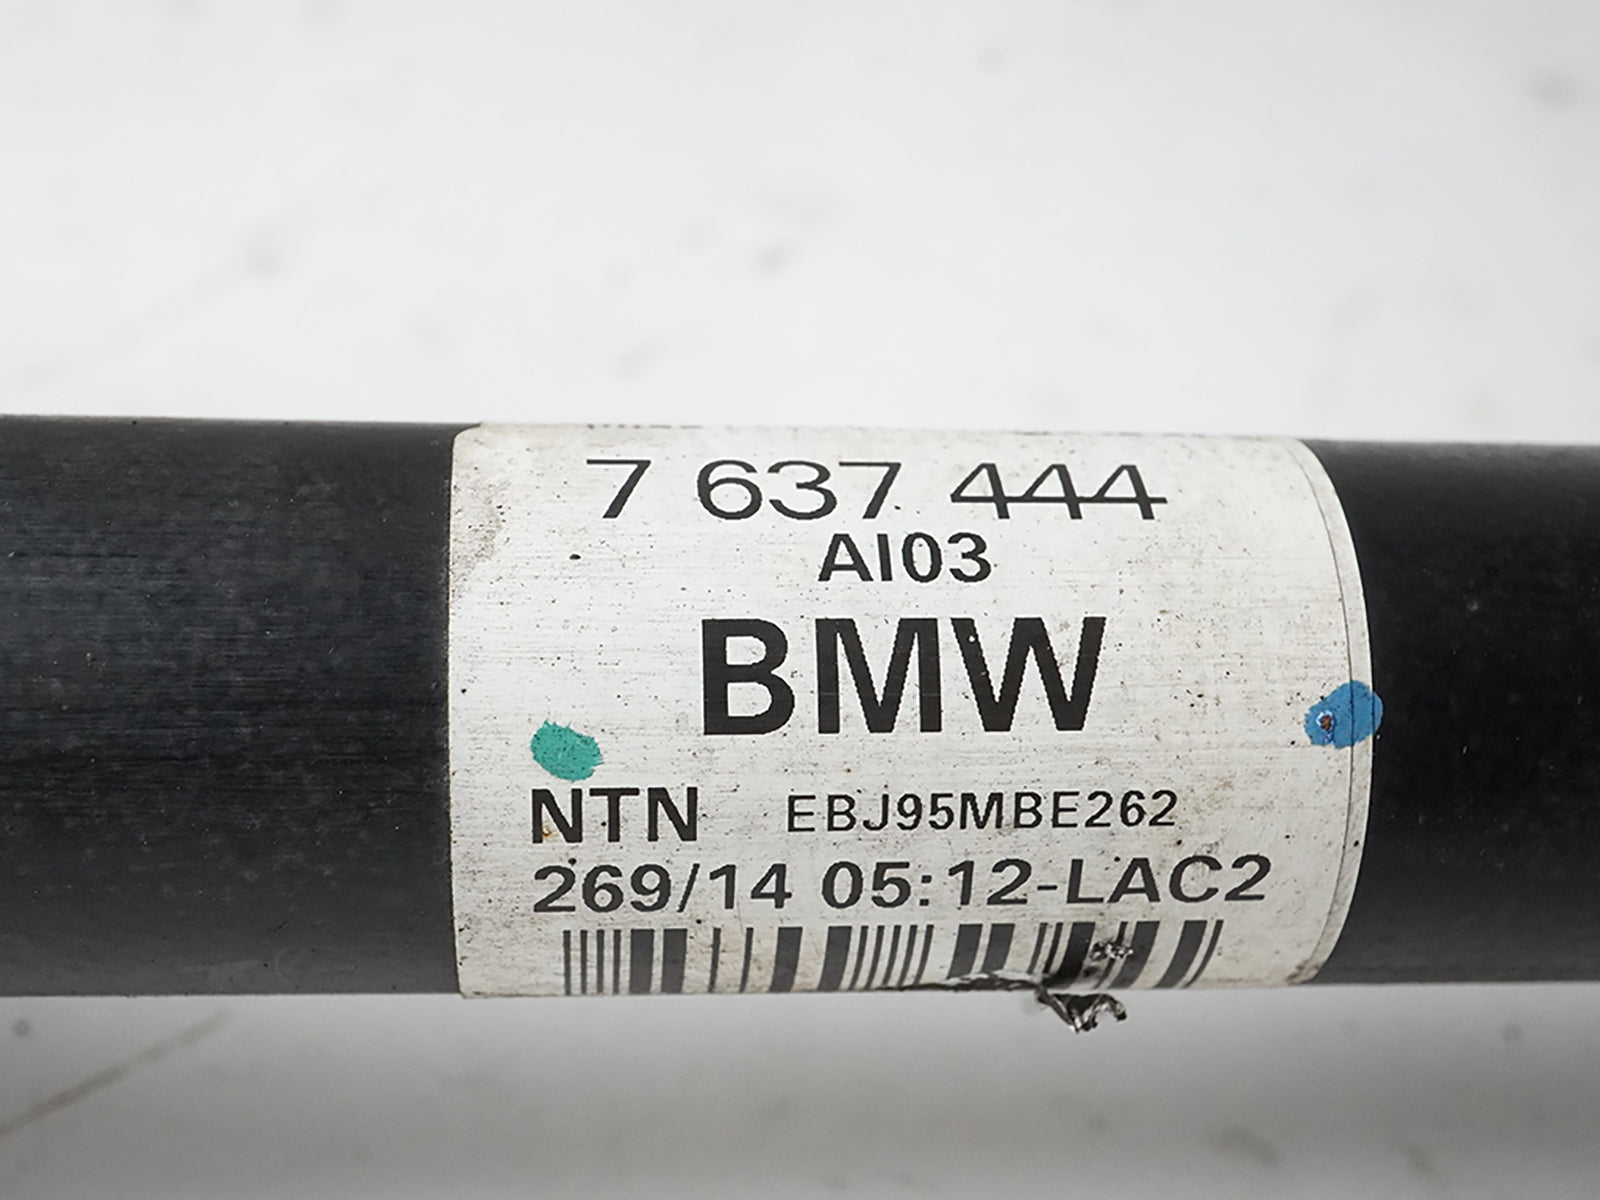 7 637 444
AI03
BMW
NTN EBJ95MBE262
269/14 05:12-LAC2